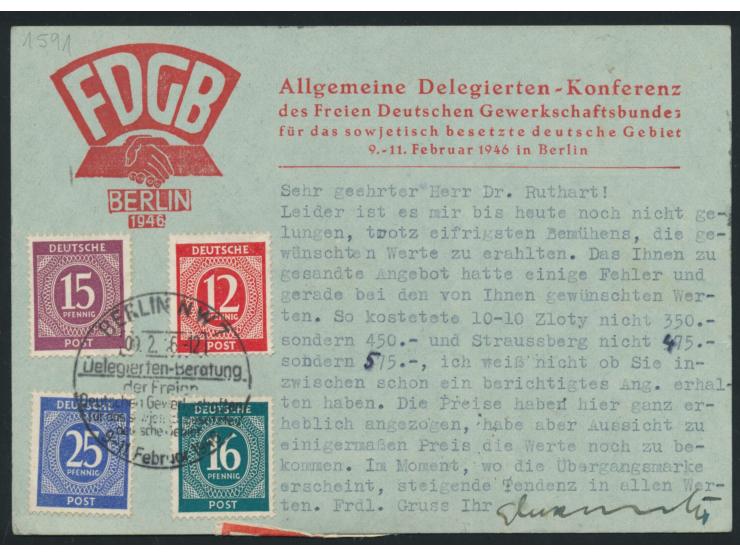 1591
FDGB
BERLIN
1946
Allgemeine Delegierten-Konferenz
des Freien Deutschen Gewerkschaftsbundes
für das sowjetisch besetzte deutsche Gebiet
9.-11. Februar 1946 in Berlin
Sehr geehrter Herr Dr. Ruthart!
Leider ist es mir bis heute noch nicht ge-
lungen, trotz eifrigsten Bemühens, die ge-
wünschten Werte zu erahlten. Das Ihnen zu
gesandte Angebot hatte einige Fehler und
gerade bei den von Ihnen gewünschten Wer-
ten. So kostetete 10-10 Zloty nicht 350.-
sondern 450.- und Straussberg nicht 475.-
sondern 575.-, ich weiß nicht ob Sie in-
zwischen schon ein berichtigtes Ang. erhal-
ten haben. Die Preise haben hier ganz er-
heblich angezogen, habe aber Aussicht zu
einigermaßen Preis die Werte noch zu be-
kommen. Im Moment, wo die Übergangsmarke
erscheint, steigende Tendenz in allen Wer-
ten. Frdl. Gruss Ihr
DEUTSCHE
15
PFENNIG
POST
DEUTSCHE
12
PFENNIG
POST
DEUTSCHE
25
PFENNIG
POST
DEUTSCHE
16
PFENNIG
POST
BERLIN NW
Delegierten-Beratung
der Freien
Deutschen Gewerkschaften
Februar